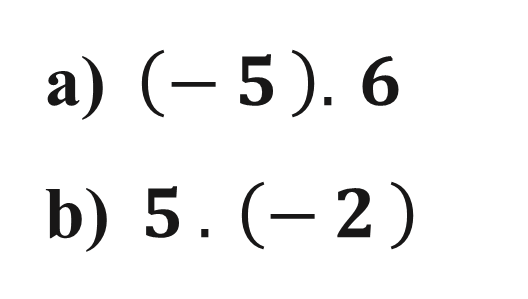 a) (− 5 ). 6
b) 5 . (− 2 )